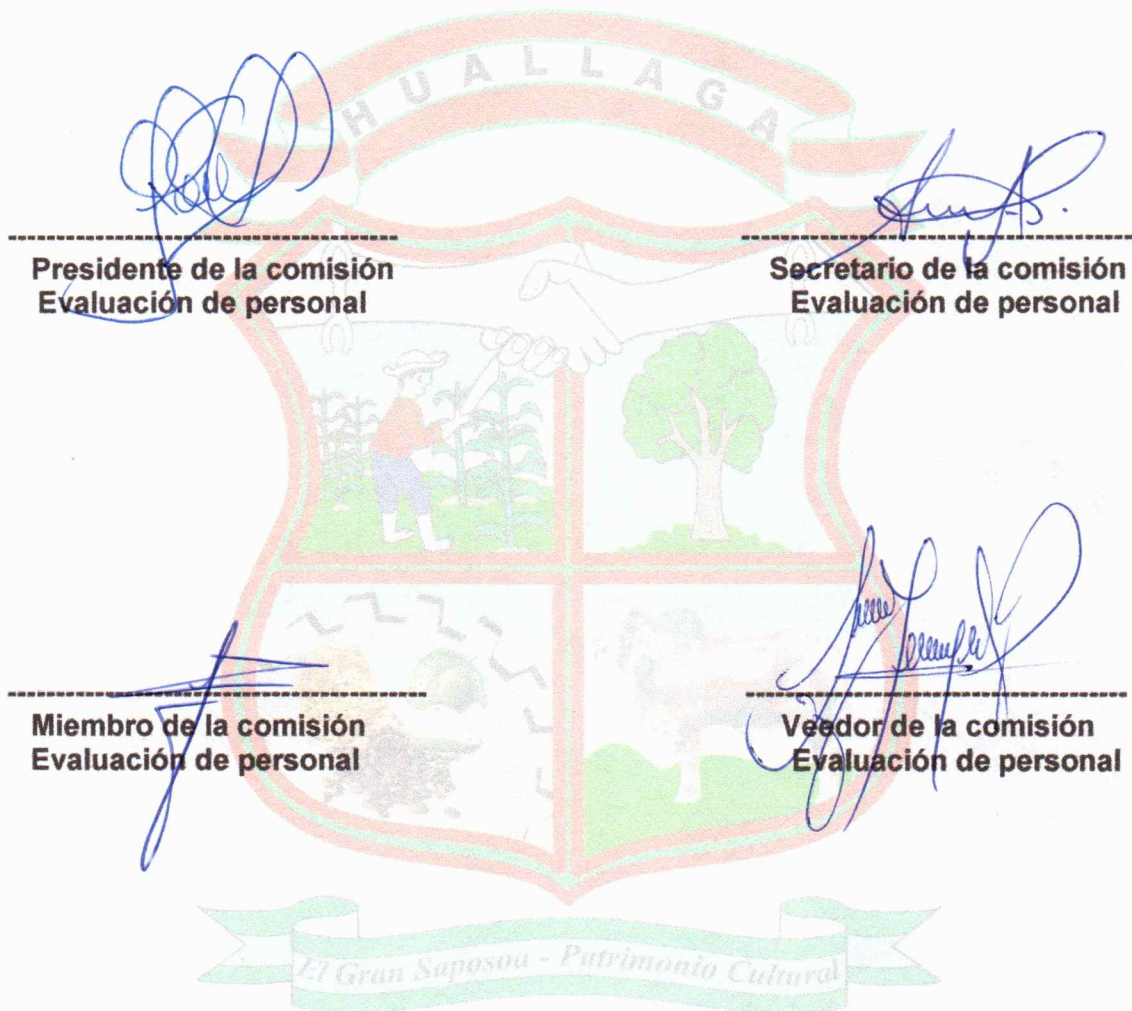 HUALLAGA
Presidente de la comisión
Evaluación de personal
Secretario de la comisión
Evaluación de personal
Miembro de la comisión
Evaluación de personal
Veedor de la comisión
Evaluación de personal
El Gran Saposoa - Patrimonio Cultural